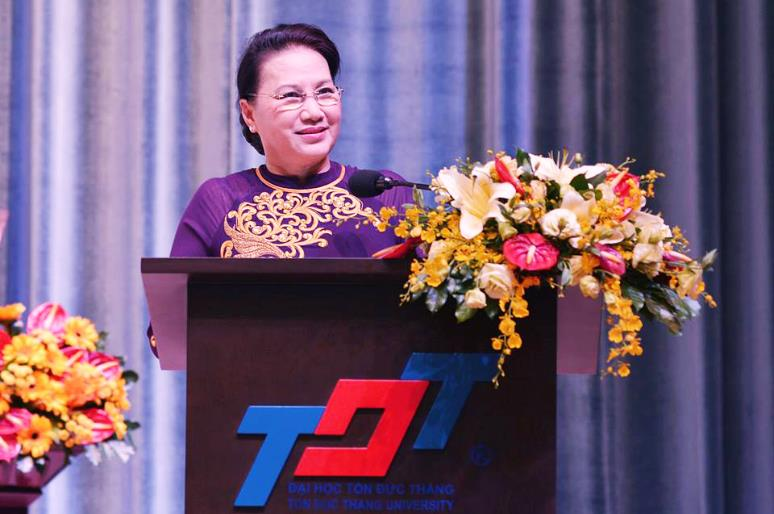 TDT
®
ĐẠI HỌC TÔN ĐỨC THẮNG
TON DUC THANG UNIVERSITY